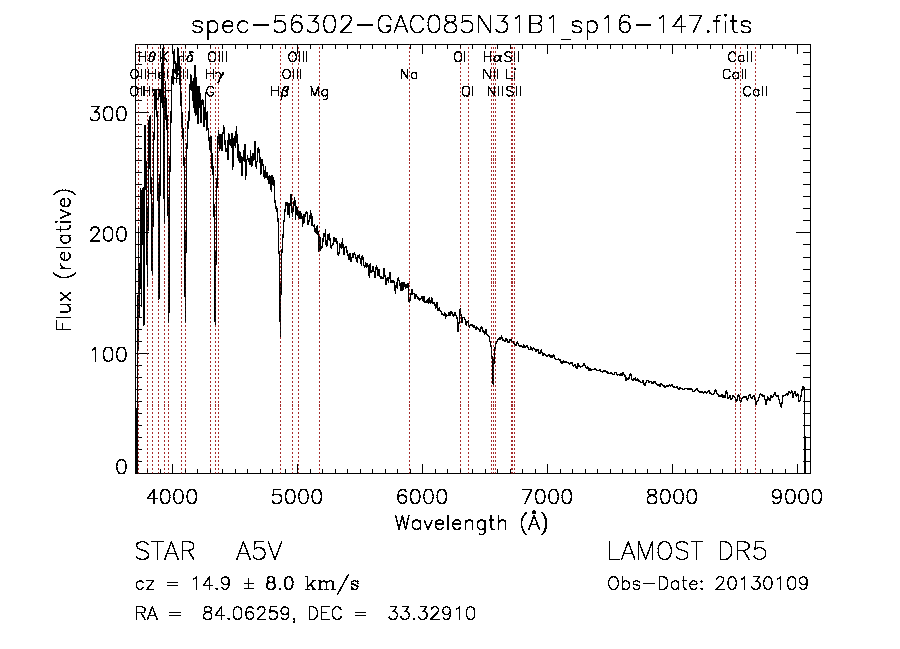 spec-56302-GAC085N31B1_sp16-147.fits
Hθ K Hδ OIII OIII OI Hα SII CaII
OII Hγ OIII Na NII Li CaII
G Hβ Mg OI NII SII CaII
300
200
100
0
Flux (relative)
4000 5000 6000 7000 8000 9000
Wavelength (Å)
STAR A5V LAMOST DR5
cz = 14.9 ± 8.0 km/s Obs-Date: 20130109
RA = 84.06259, DEC = 33.32910